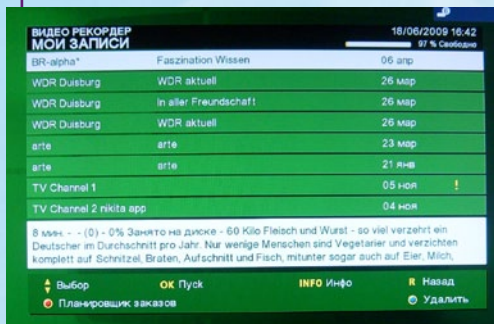 ВИДЕО РЕКОРДЕР 18/06/2009 16:42
МОИ ЗАПИСИ 97 % Свободно
BR-alpha* Faszination Wissen 06 апр
WDR Duisburg WDR aktuell 26 мар
WDR Duisburg In aller Freundschaft 26 мар
WDR Duisburg WDR aktuell 26 мар
arte arte 23 мар
arte arte 21 янв
TV Channel 1 05 ноя !
TV Channel 2 nikita app 04 ноя
8 мин. - - (0) - 0% Занято на диске - 60 Kilo Fleisch und Wurst - so viel verzehrt ein
Deutscher im Durchschnitt pro Jahr. Nur wenige Menschen sind Vegetarier und verzichten
komplett auf Schnitzel, Braten, Aufschnitt und Fisch, mitunter sogar auch auf Eier, Milch,
Выбор OK Пуск INFO Инфо R Назад
Планировщик заказов Удалить